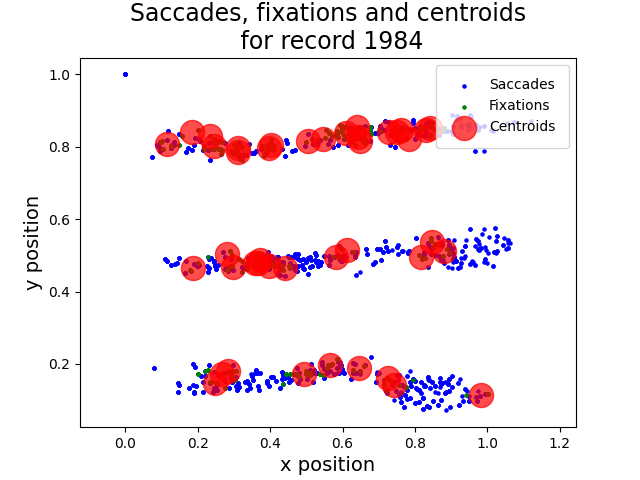 Saccades, fixations and centroids
for record 1984
Saccades
Fixations
Centroids
y position
1.0
0.8
0.6
0.4
0.2
0.0 0.2 0.4 0.6 0.8 1.0 1.2
x position